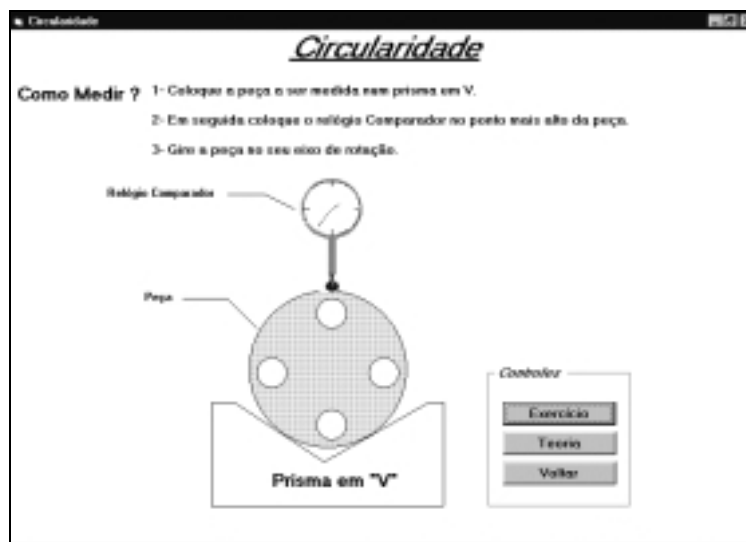 Circularidade
Circularidade
Como Medir ? 1- Coloque a peça a ser medida num prisma em V.
2- Em seguida coloque o relógio Comparador no ponto mais alto da peça.
3- Gire a peça no seu eixo de rotação.
Relógio Comparador
Peça
Controles
Exercício
Teoria
Voltar
Prisma em "V"